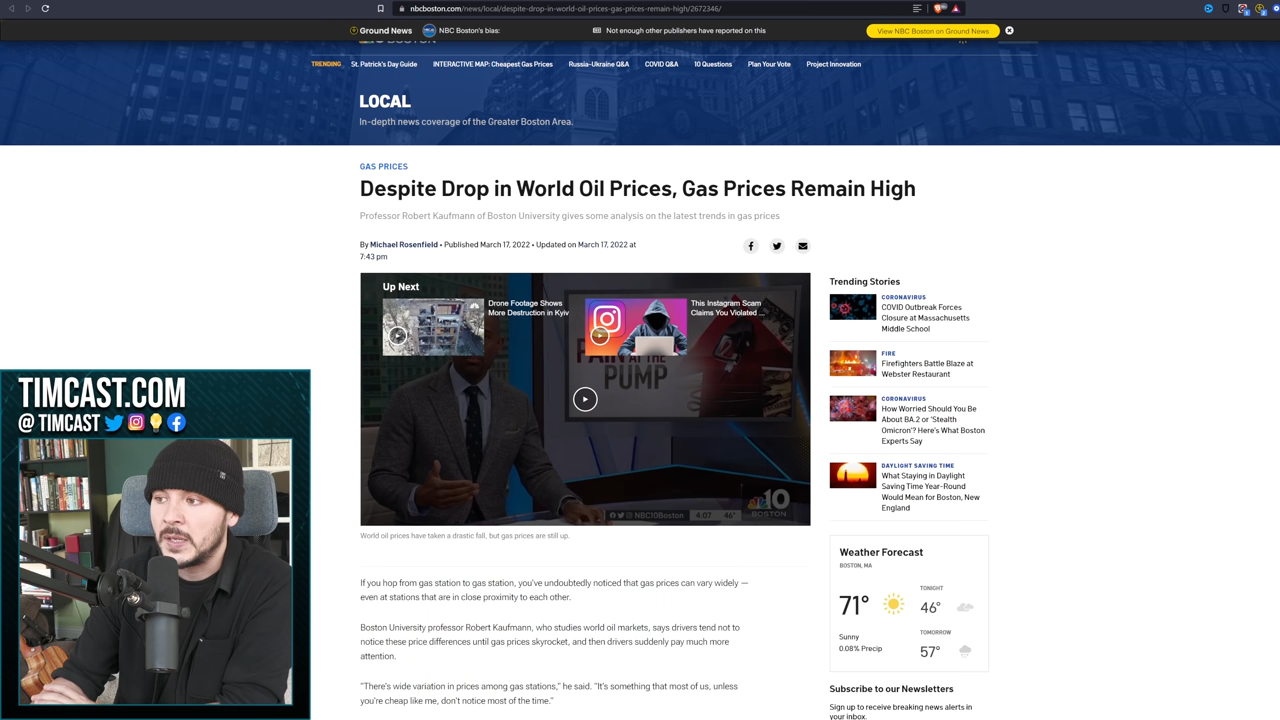 nbcboston.com/news/local/despite-drop-in-world-oil-prices-gas-prices-remain-high/2672346/
Ground News
NBC Boston's bias:
Not enough other publishers have reported on this
View NBC Boston on Ground News
TRENDING St. Patrick's Day Guide INTERACTIVE MAP: Cheapest Gas Prices Russia-Ukraine Q&A COVID Q&A 10 Questions Plan Your Vote Project Innovation
LOCAL
In-depth news coverage of the Greater Boston Area.
GAS PRICES
Despite Drop in World Oil Prices, Gas Prices Remain High
Professor Robert Kaufmann of Boston University gives some analysis on the latest trends in gas prices
By Michael Rosenfield • Published March 17, 2022 • Updated on March 17, 2022 at
7:43 pm
Up Next
Drone Footage Shows
More Destruction in Kyiv
This Instagram Scam
Claims You Violated ...
PAIN AT THE
PUMP
NBC10Boston
4:07 46°
10
BOSTON
World oil prices have taken a drastic fall, but gas prices are still up.
If you hop from gas station to gas station, you've undoubtedly noticed that gas prices can vary widely —
even at stations that are in close proximity to each other.
Boston University professor Robert Kaufmann, who studies world oil markets, says drivers tend not to
notice these price differences until gas prices skyrocket, and then drivers suddenly pay much more
attention.
"There's wide variation in prices among gas stations," he said. "It's something that most of us, unless
you're cheap like me, don't notice most of the time."
Trending Stories
CORONAVIRUS
COVID Outbreak Forces
Closure at Massachusetts
Middle School
FIRE
Firefighters Battle Blaze at
Webster Restaurant
CORONAVIRUS
How Worried Should You Be
About BA.2 or 'Stealth
Omicron'? Here's What Boston
Experts Say
DAYLIGHT SAVING TIME
What Staying in Daylight
Saving Time Year-Round
Would Mean for Boston, New
England
Weather Forecast
BOSTON, MA
71°
Sunny
0.08% Precip
TONIGHT
46°
TOMORROW
57°
Subscribe to our Newsletters
Sign up to receive breaking news alerts in
your inbox.
TIMCAST.COM
@ TIMCAST